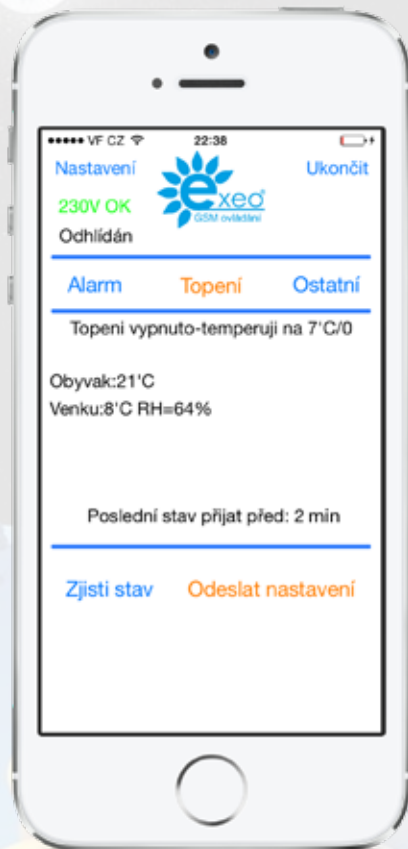 ●●●●● VF CZ 22:38
Nastavení
Ukončit
exeo
GSM ovládání
230V OK
Odhlídán
Alarm Topení Ostatní
Topeni vypnuto-temperuji na 7'C/0
Obyvak:21'C
Venku:8'C RH=64%
Poslední stav přijat před: 2 min
Zjisti stav Odeslat nastavení